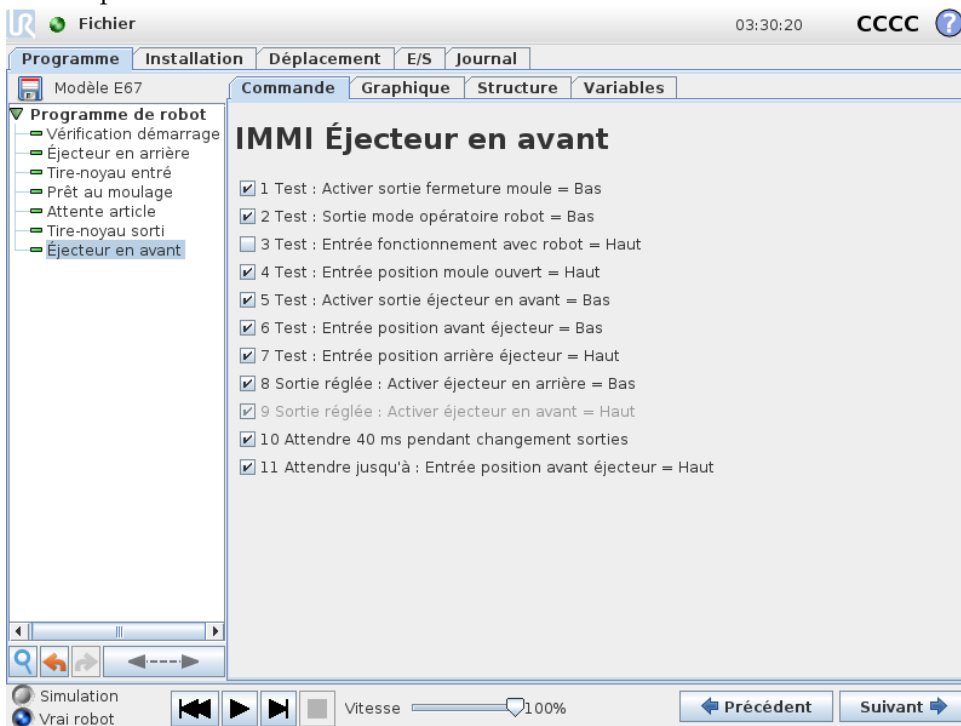 UR Fichier 03:30:20 CCCC ?
Programme Installation Déplacement E/S Journal
Modèle E67
Commande Graphique Structure Variables
Programme de robot
Vérification démarrage
Éjecteur en arrière
Tire-noyau entré
Prêt au moulage
Attente article
Tire-noyau sorti
Éjecteur en avant
IMMI Éjecteur en avant
1 Test : Activer sortie fermeture moule = Bas
2 Test : Sortie mode opératoire robot = Bas
3 Test : Entrée fonctionnement avec robot = Haut
4 Test : Entrée position moule ouvert = Haut
5 Test : Activer sortie éjecteur en avant = Bas
6 Test : Entrée position avant éjecteur = Bas
7 Test : Entrée position arrière éjecteur = Haut
8 Sortie réglée : Activer éjecteur en arrière = Bas
9 Sortie réglée : Activer éjecteur en avant = Haut
10 Attendre 40 ms pendant changement sorties
11 Attendre jusqu'à : Entrée position avant éjecteur = Haut
Simulation
Vrai robot
Vitesse 100%
Précédent Suivant